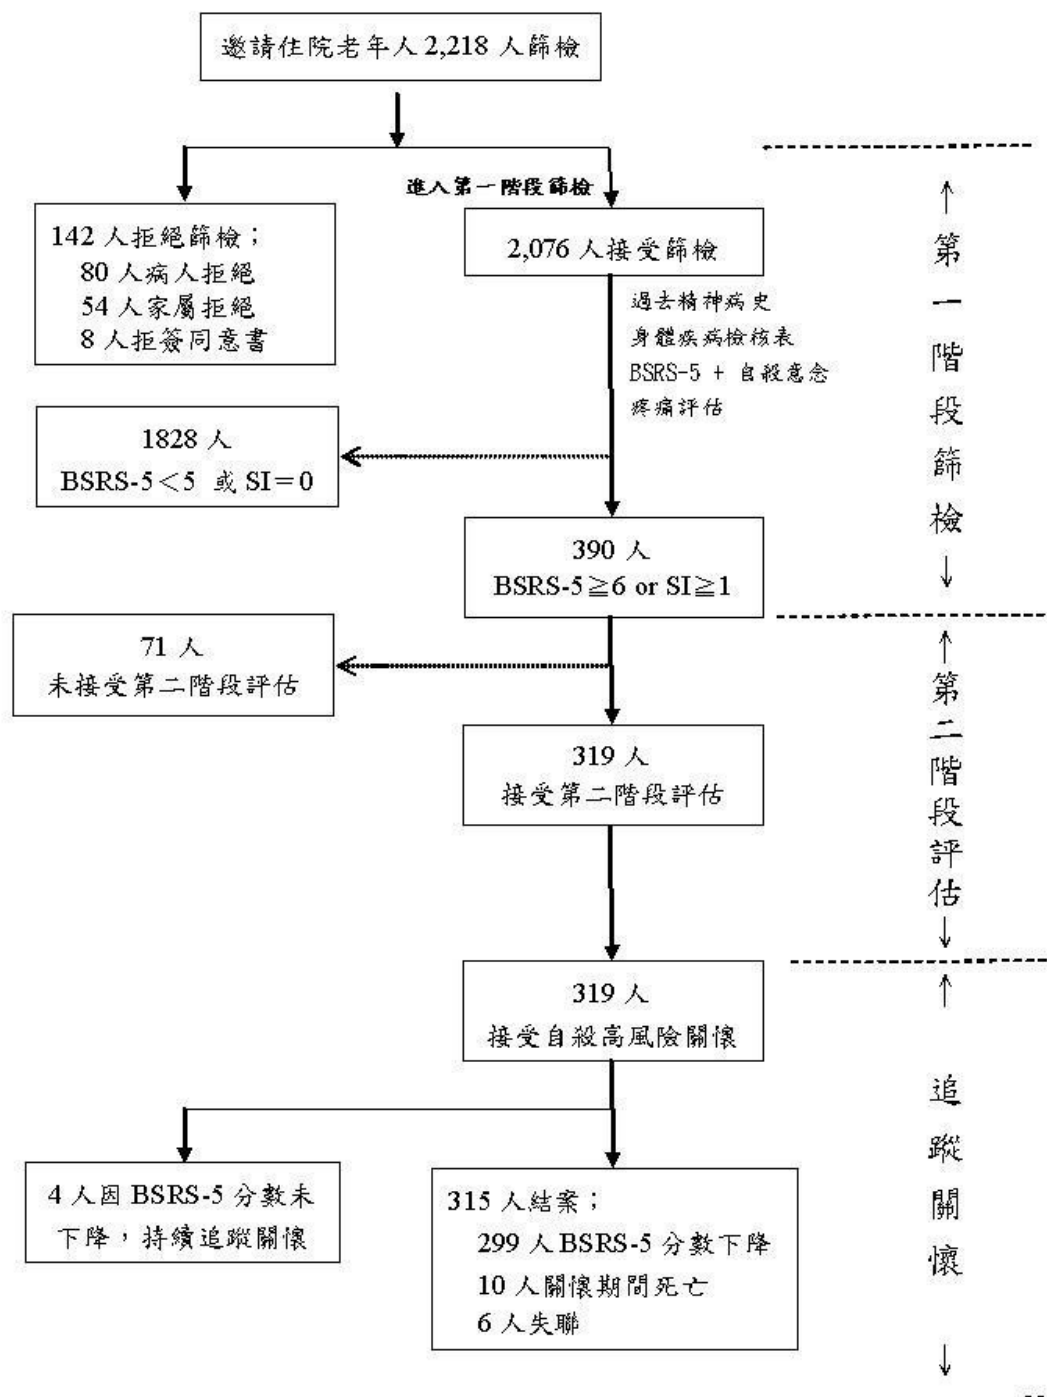 邀請住院老年人 2,218 人篩檢
進入第一階段篩檢
142 人拒絕篩檢；
80 人病人拒絕
54 人家屬拒絕
8 人拒簽同意書
2,076 人接受篩檢
過去精神病史
身體疾病檢核表
BSRS-5 + 自殺意念
疼痛評估
1828 人
BSRS-5＜5 或 SI＝0
390 人
BSRS-5≧6 or SI≧1
71 人
未接受第二階段評估
319 人
接受第二階段評估
319 人
接受自殺高風險關懷
4 人因 BSRS-5 分數未
下降，持續追蹤關懷
315 人結案；
299 人 BSRS-5 分數下降
10 人關懷期間死亡
6 人失聯
第一階段篩檢
第二階段評估
追蹤關懷